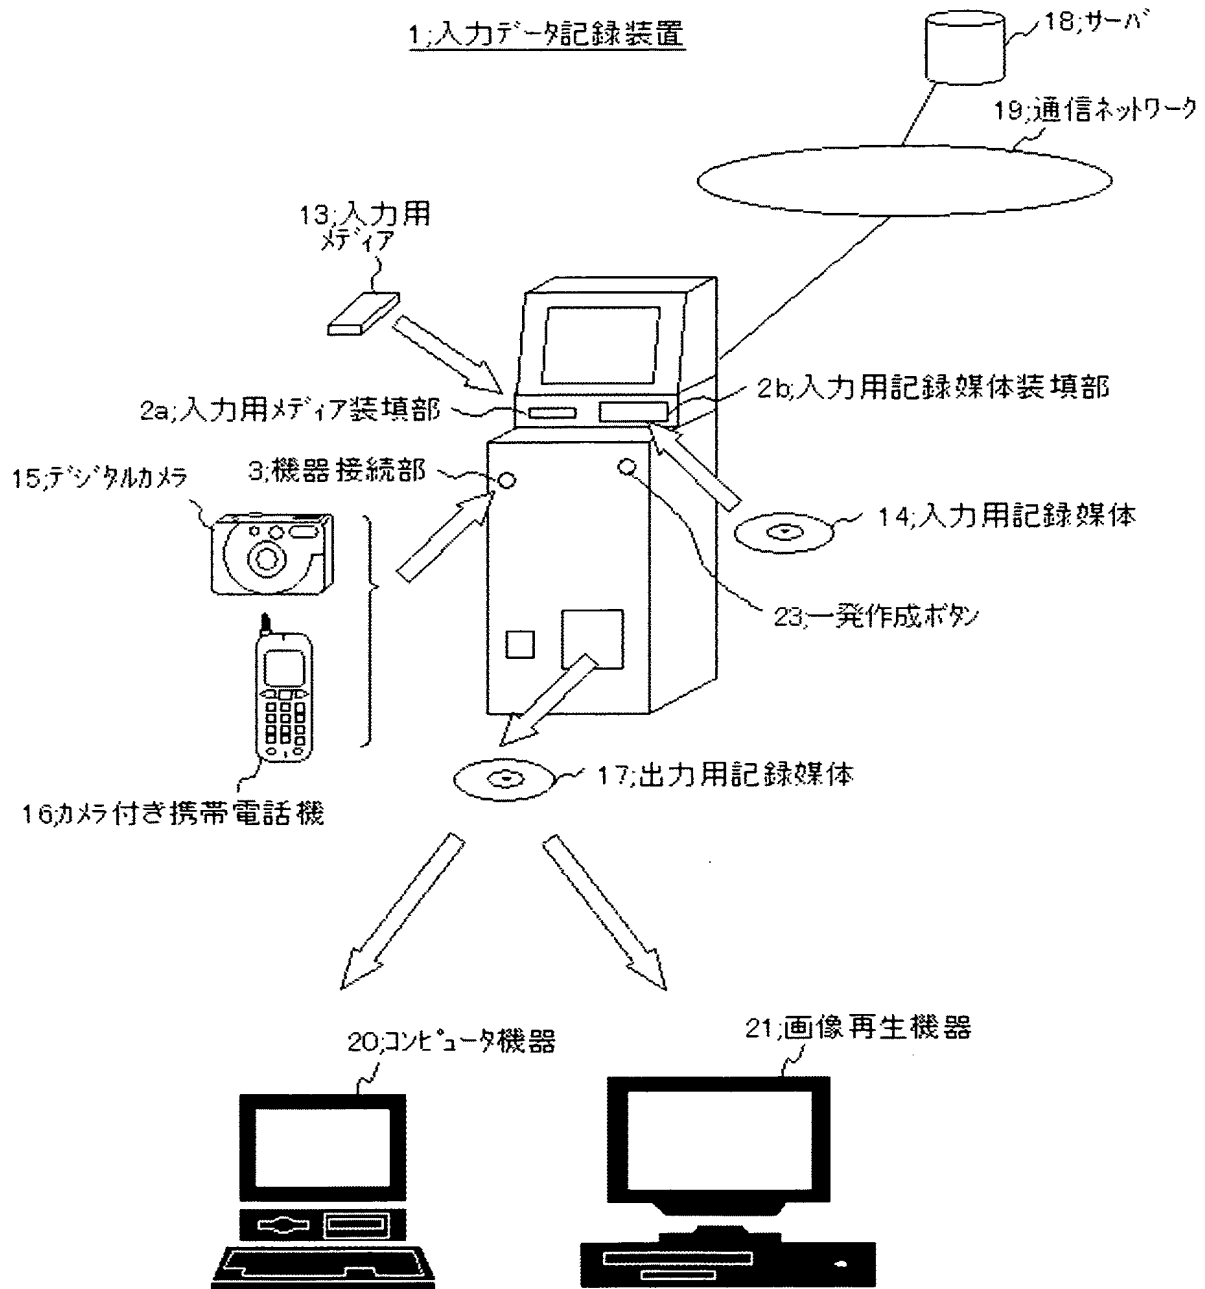 1;入力データ記録装置
18;サーバ
19;通信ネットワーク
13;入力用
メディア
2a;入力用メディア装填部
2b;入力用記録媒体装填部
3;機器接続部
15;デジタルカメラ
14;入力用記録媒体
23;一発作成ボタン
17;出力用記録媒体
16;カメラ付き携帯電話機
20;コンピュータ機器
21;画像再生機器